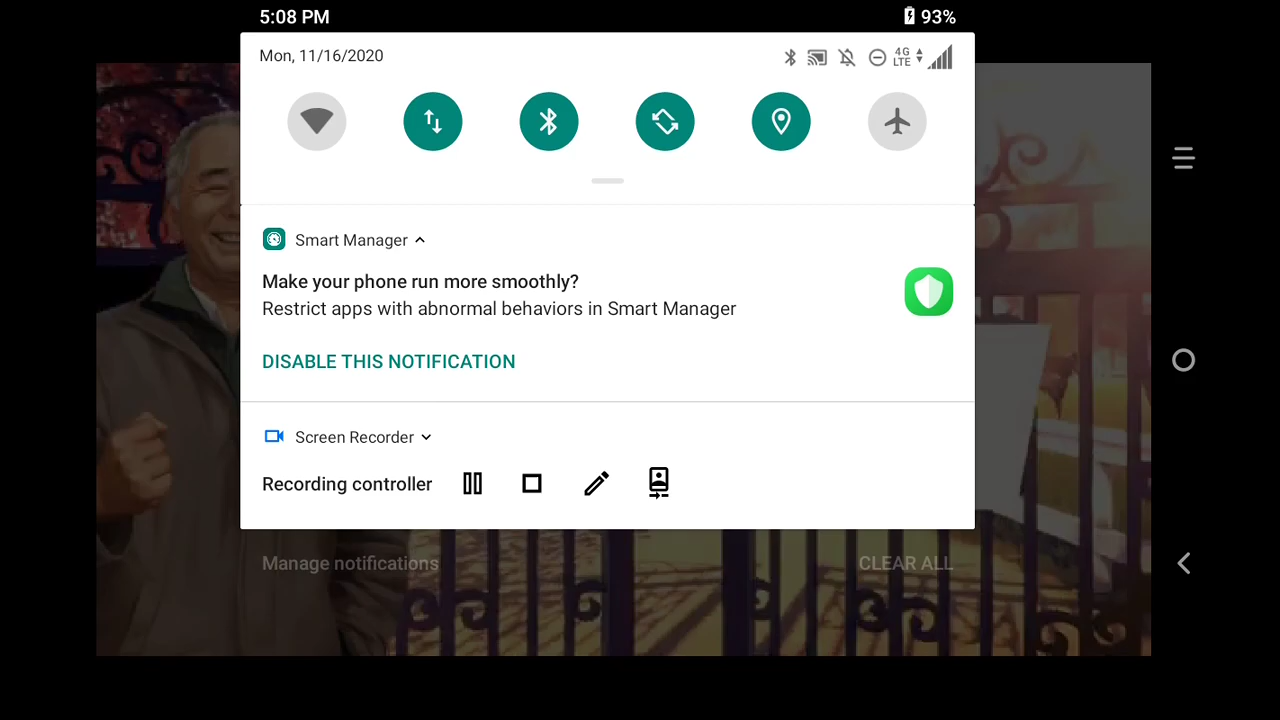 5:08 PM
93%
Mon, 11/16/2020
4G
LTE
Smart Manager
Make your phone run more smoothly?
Restrict apps with abnormal behaviors in Smart Manager
DISABLE THIS NOTIFICATION
Screen Recorder
Recording controller
Manage notifications
CLEAR ALL